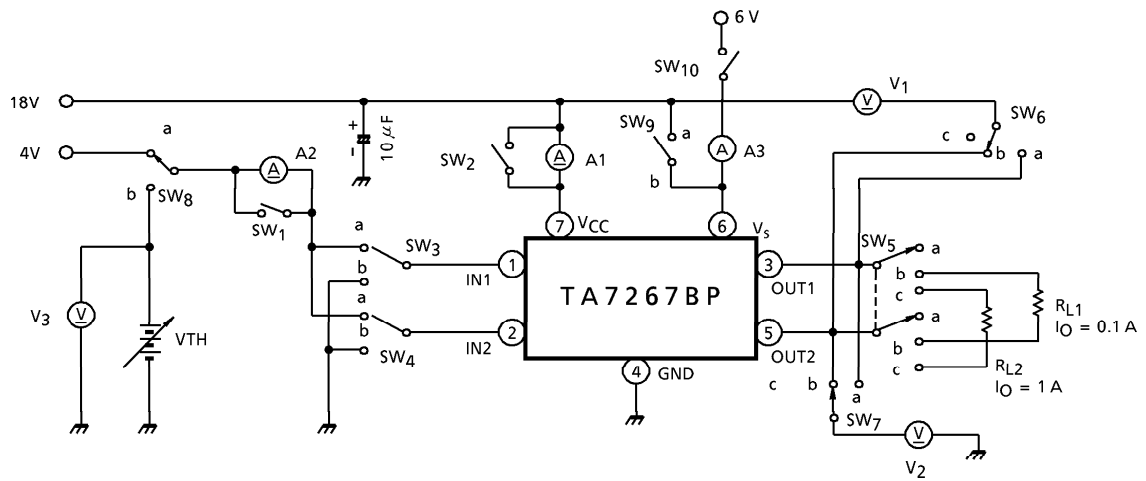 6 V
SW10
18V
V
V1
SW6
c
b
a
+
-
10 μF
SW2
A
A1
SW9
a
b
A
A3
4V
a
b
SW8
A
A2
SW1
7
VCC
6
Vs
a
SW3
b
1
IN1
TA7267BP
3
OUT1
SW5
a
b
c
V3
V
VTH
a
b
SW4
2
IN2
5
OUT2
a
b
c
RL1
IO = 0.1 A
RL2
IO = 1 A
4
GND
c
b
a
SW7
V
V2